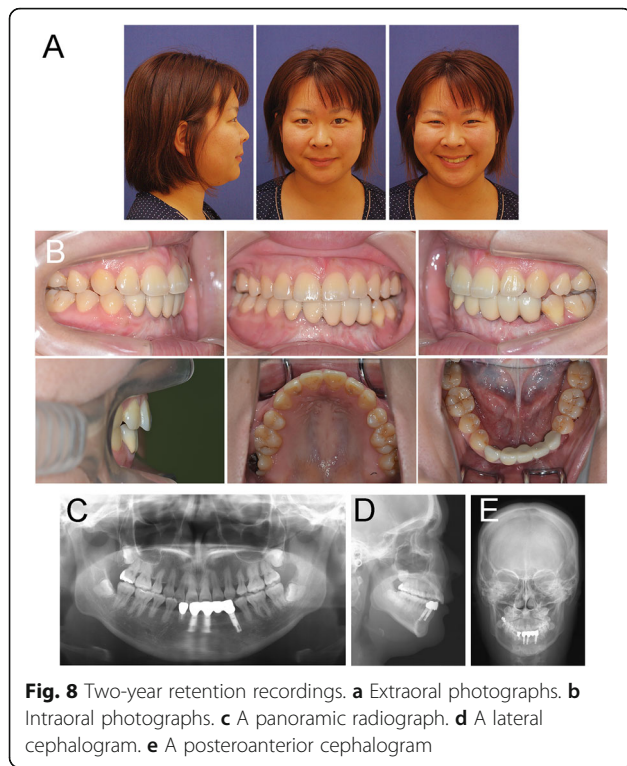 A
B
C
D
E
Fig. 8 Two-year retention recordings. a Extraoral photographs. b
Intraoral photographs. c A panoramic radiograph. d A lateral
cephalogram. e A posteroanterior cephalogram